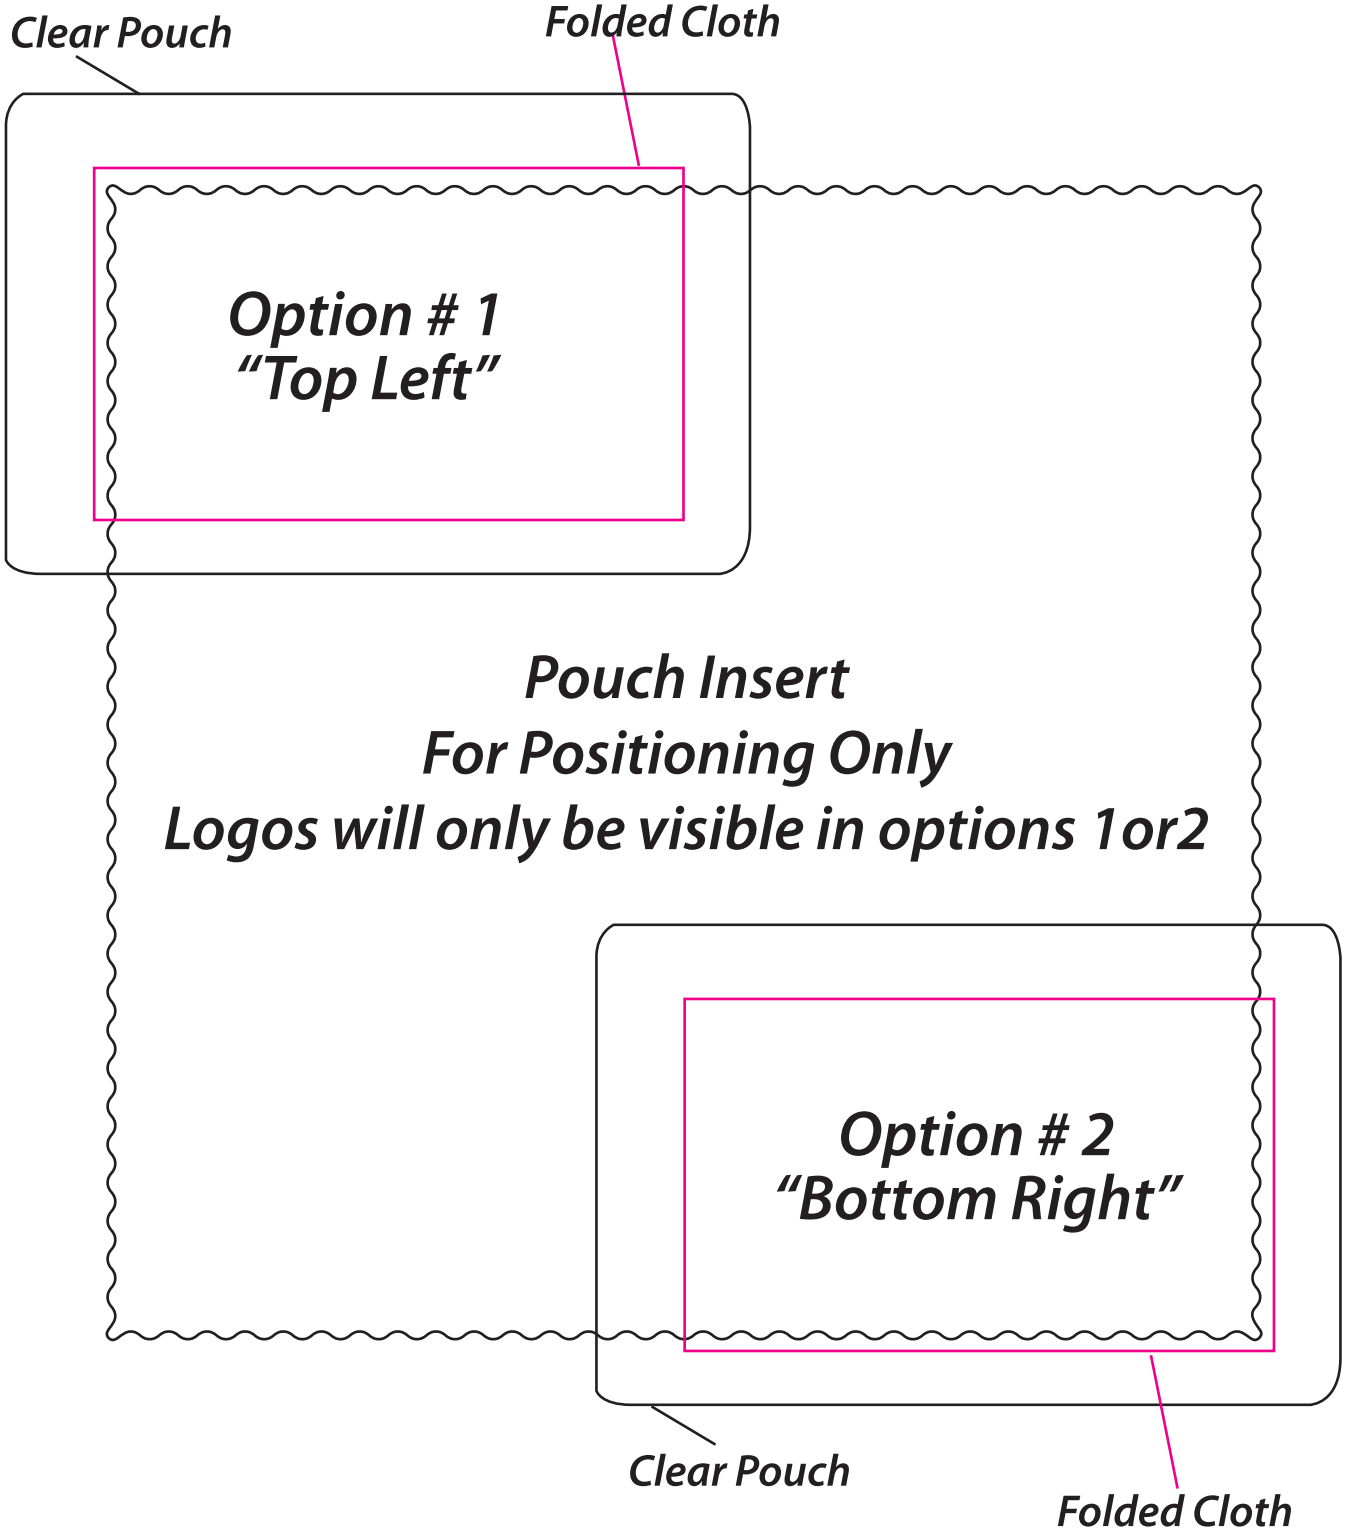 Clear Pouch
Folded Cloth
Option # 1
“Top Left”
Pouch Insert
For Positioning Only
Logos will only be visible in options 1or2
Option # 2
“Bottom Right”
Clear Pouch
Folded Cloth